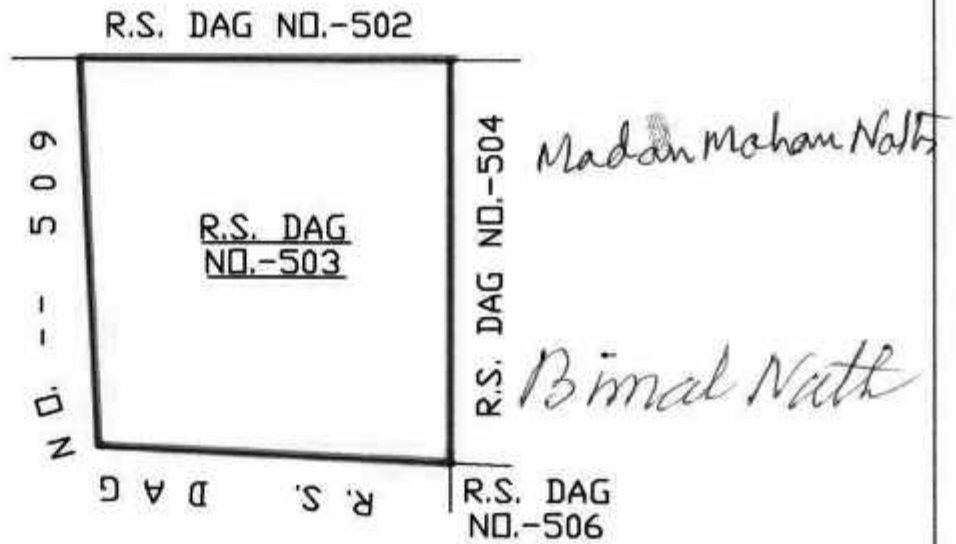 R.S. DAG NO.-502
R.S. DAG NO.-- 509
R.S. DAG
NO.-503
R.S. DAG NO.-504
Madan Mohan Nath
Bimal Nath
R.S. DAG
NO.-506